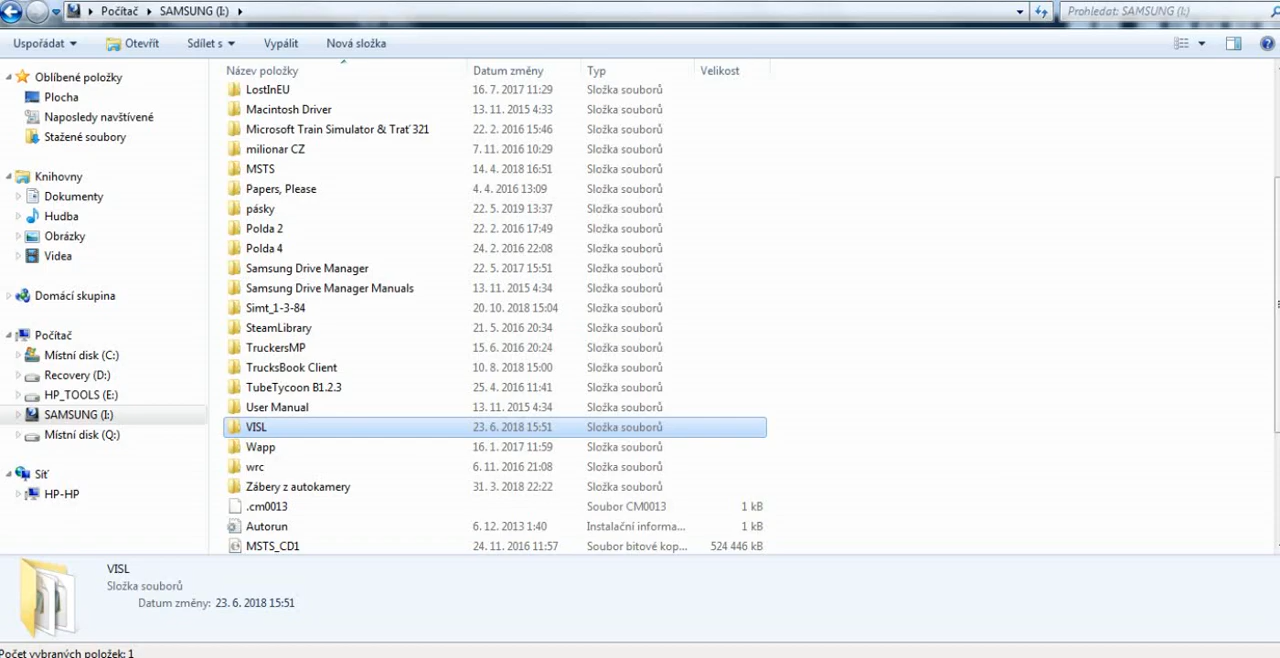 Počítač SAMSUNG (I:) Prohledat: SAMSUNG (I:)
Uspořádat Otevřít Sdílet s Vypálit Nová složka
Název položky Datum změny Typ Velikost
Oblíbené položky
Plocha
Naposledy navštívené
Stažené soubory
Knihovny
Dokumenty
Hudba
Obrázky
Videa
Domácí skupina
Počítač
Místní disk (C:)
Recovery (D:)
HP_TOOLS (E:)
SAMSUNG (I:)
Místní disk (Q:)
Síť
HP-HP
LostInEU 16. 7. 2017 11:29 Složka souborů
Macintosh Driver 13. 11. 2015 4:33 Složka souborů
Microsoft Train Simulator & Trať 321 22. 2. 2016 15:46 Složka souborů
milionar CZ 7. 11. 2016 10:29 Složka souborů
MSTS 14. 4. 2018 16:51 Složka souborů
Papers, Please 4. 4. 2016 13:09 Složka souborů
pásky 22. 5. 2019 13:37 Složka souborů
Polda 2 22. 2. 2016 17:49 Složka souborů
Polda 4 24. 2. 2016 22:08 Složka souborů
Samsung Drive Manager 22. 5. 2017 15:51 Složka souborů
Samsung Drive Manager Manuals 13. 11. 2015 4:34 Složka souborů
Simt_1-3-84 20. 10. 2018 15:04 Složka souborů
SteamLibrary 21. 5. 2016 20:34 Složka souborů
TruckersMP 15. 6. 2016 20:24 Složka souborů
TrucksBook Client 10. 8. 2018 15:00 Složka souborů
TubeTycoon B1.2.3 25. 4. 2016 11:41 Složka souborů
User Manual 13. 11. 2015 4:34 Složka souborů
VISL 23. 6. 2018 15:51 Složka souborů
Wapp 16. 1. 2017 11:59 Složka souborů
wrc 6. 11. 2016 21:08 Složka souborů
Zábery z autokamery 31. 3. 2018 22:22 Složka souborů
.cm0013 Soubor CM0013 1 kB
Autorun 6. 12. 2013 1:40 Instalační informa... 1 kB
MSTS_CD1 24. 11. 2016 11:57 Soubor bitové kop... 524 446 kB
VISL
Složka souborů
Datum změny: 23. 6. 2018 15:51
Počet vybraných položek: 1